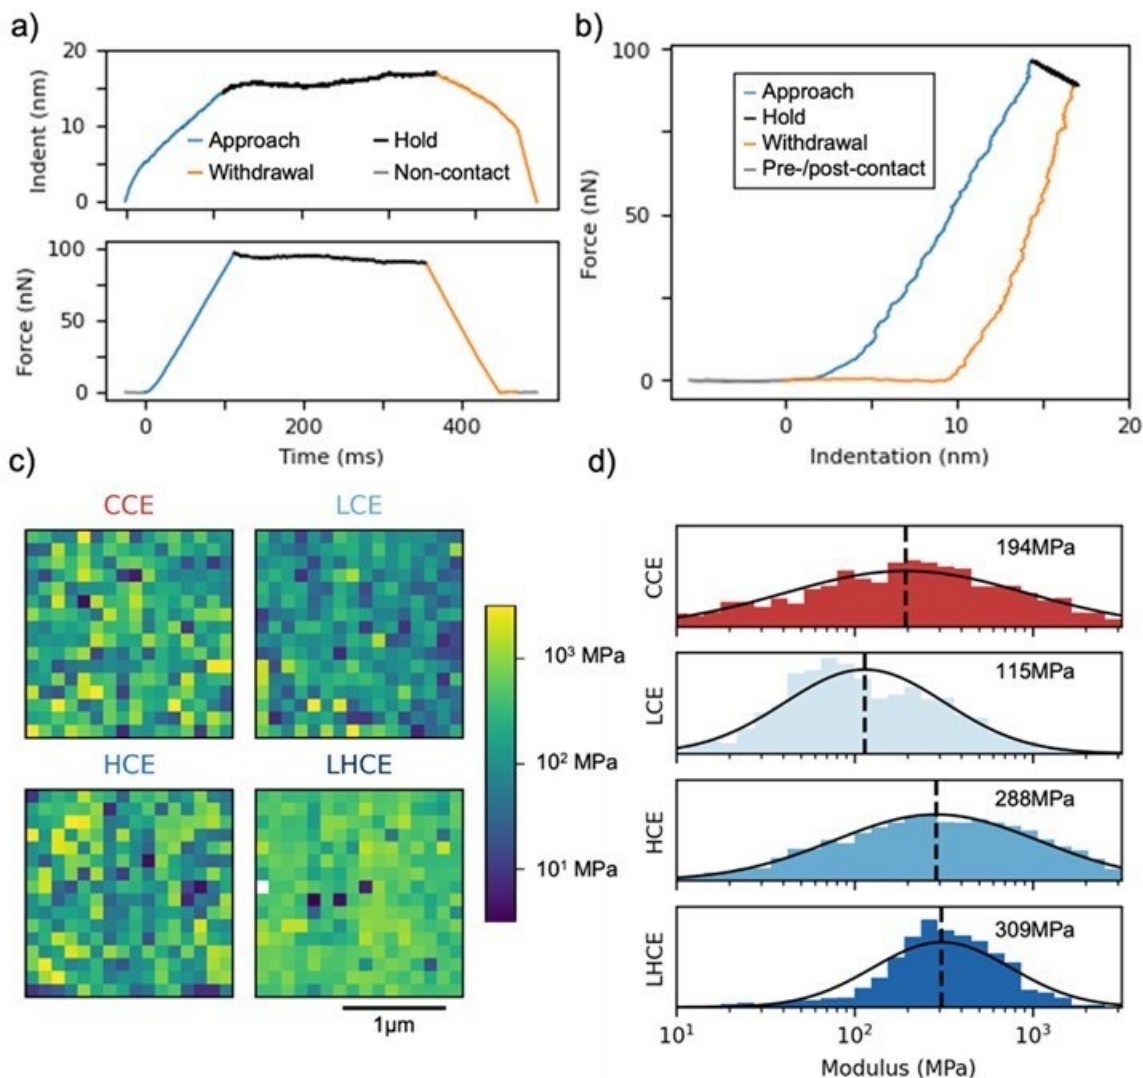 a)
20
10
0
Indent (nm)
Approach
Hold
Withdrawal
Non-contact
100
50
0
Force (nN)
0
200
400
Time (ms)
b)
100
50
0
Force (nN)
Approach
Hold
Withdrawal
Pre-/post-contact
0
10
20
Indentation (nm)
c)
CCE
LCE
HCE
LHCE
10³ MPa
10² MPa
10¹ MPa
1μm
d)
CCE
194MPa
LCE
115MPa
HCE
288MPa
LHCE
309MPa
10¹
10²
10³
Modulus (MPa)